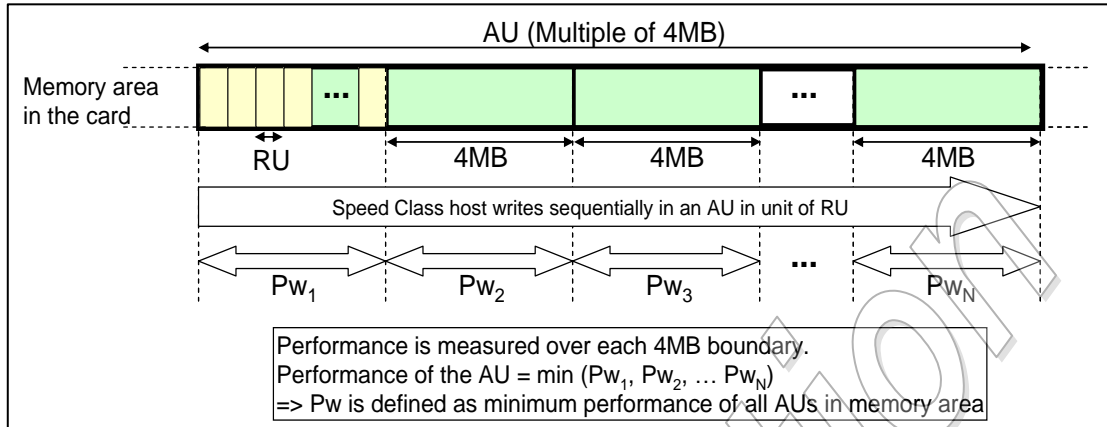 AU (Multiple of 4MB)
Memory area
in the card
...
...
RU
4MB
4MB
4MB
Speed Class host writes sequentially in an AU in unit of RU
...
Pw1
Pw2
Pw3
PwN
Performance is measured over each 4MB boundary.
Performance of the AU = min (Pw1, Pw2, ... PwN)
=> Pw is defined as minimum performance of all AUs in memory area